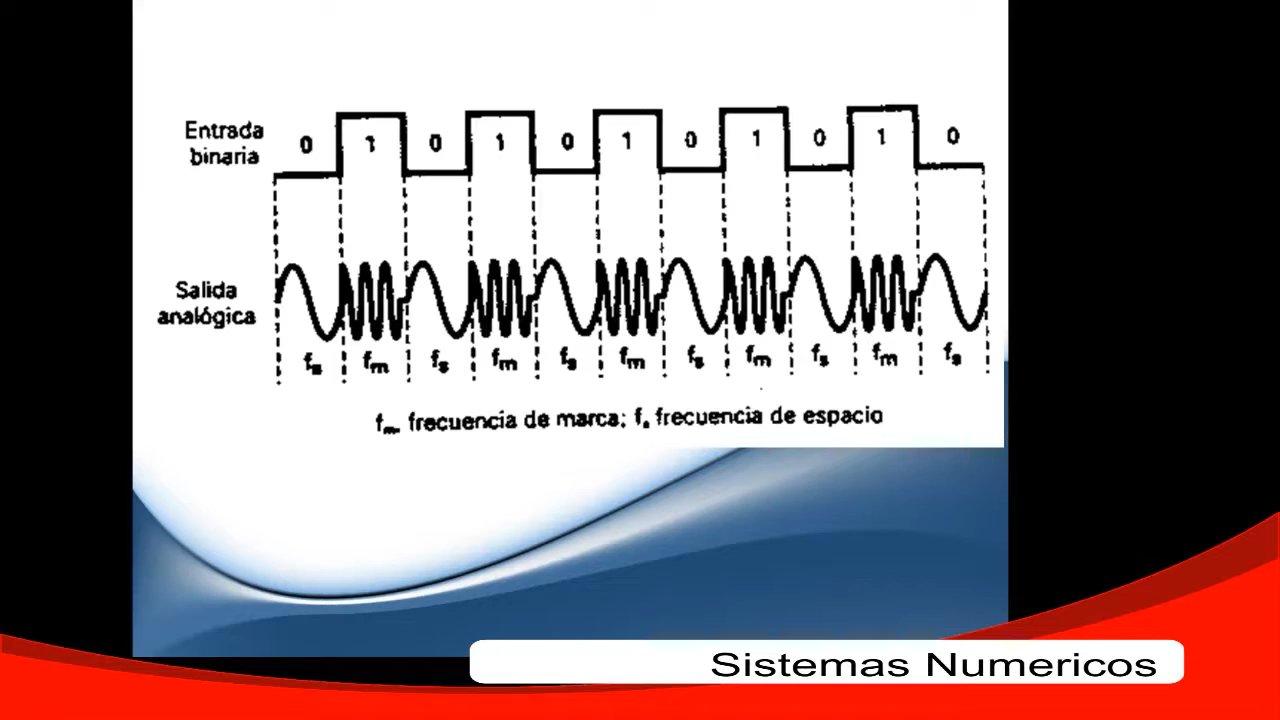 Entrada
binaria
0 1 0 1 0 1 0 1 0 1 0
Salida
analógica
fs fm fs fm fs fm fs fm fs fm fs
fm, frecuencia de marca; fs frecuencia de espacio
Sistemas Numericos